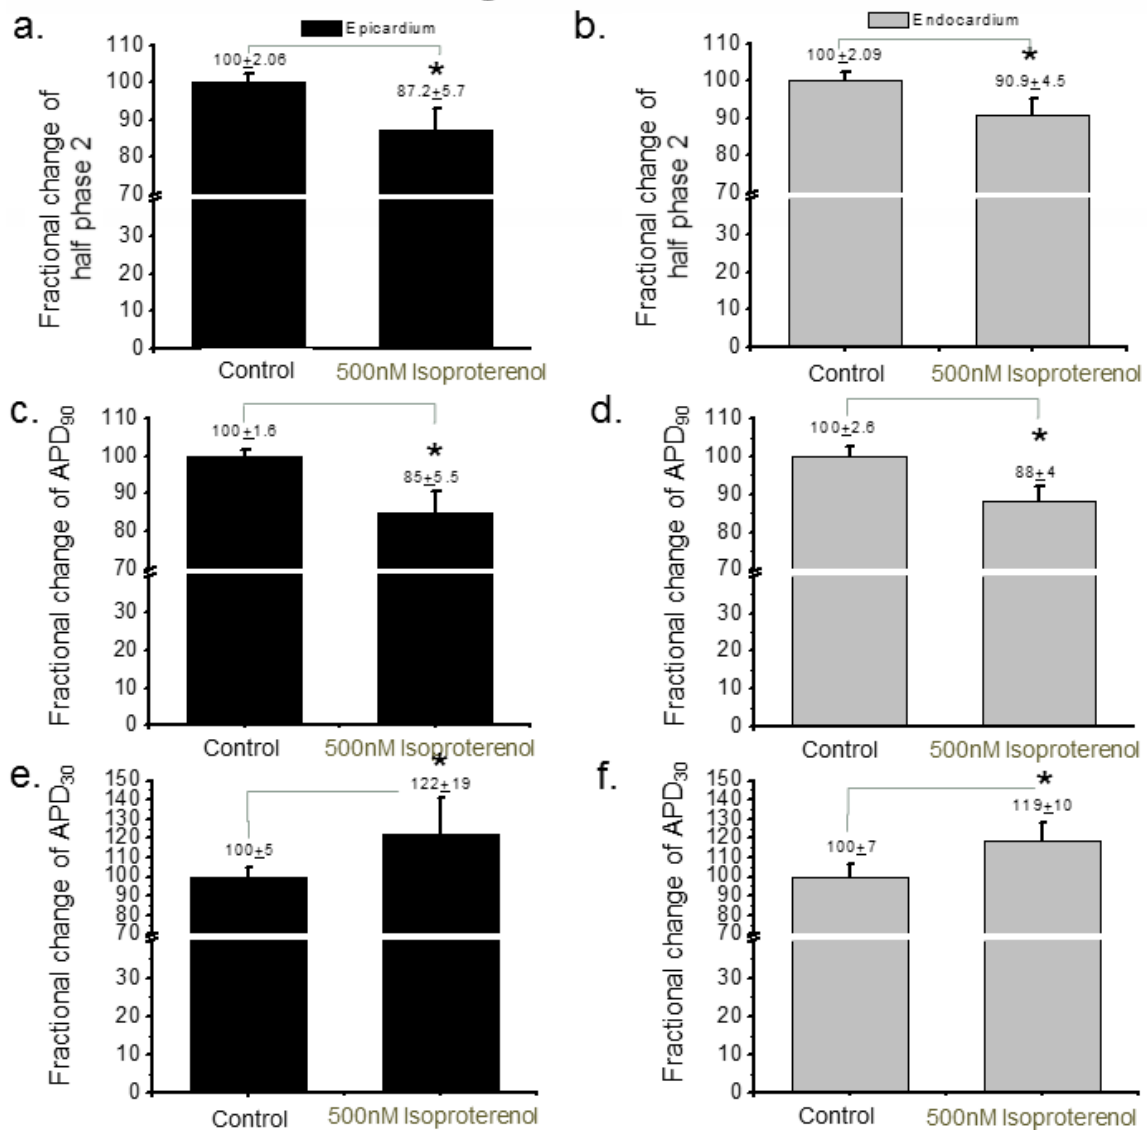 a.
Epicardium
Fractional change of
half phase 2
110
100
90
80
70
30
20
10
0
100±2.06
*
87.2±5.7
Control
500nM Isoproterenol
b.
Endocardium
Fractional change of
half phase 2
110
100
90
80
70
30
20
10
0
100±2.09
*
90.9±4.5
Control
500nM Isoproterenol
c.
Fractional change of APD90
110
100
90
80
70
30
20
10
0
100±1.6
*
85±5.5
Control
500nM Isoproterenol
d.
Fractional change of APD90
110
100
90
80
70
30
20
10
0
100±2.6
*
88±4
Control
500nM Isoproterenol
e.
Fractional change of APD30
150
140
130
120
110
100
90
80
70
30
20
10
0
100±5
*
122±19
Control
500nM Isoproterenol
f.
Fractional change of APD30
150
140
130
120
110
100
90
80
70
30
20
10
0
100±7
*
119±10
Control
500nM Isoproterenol